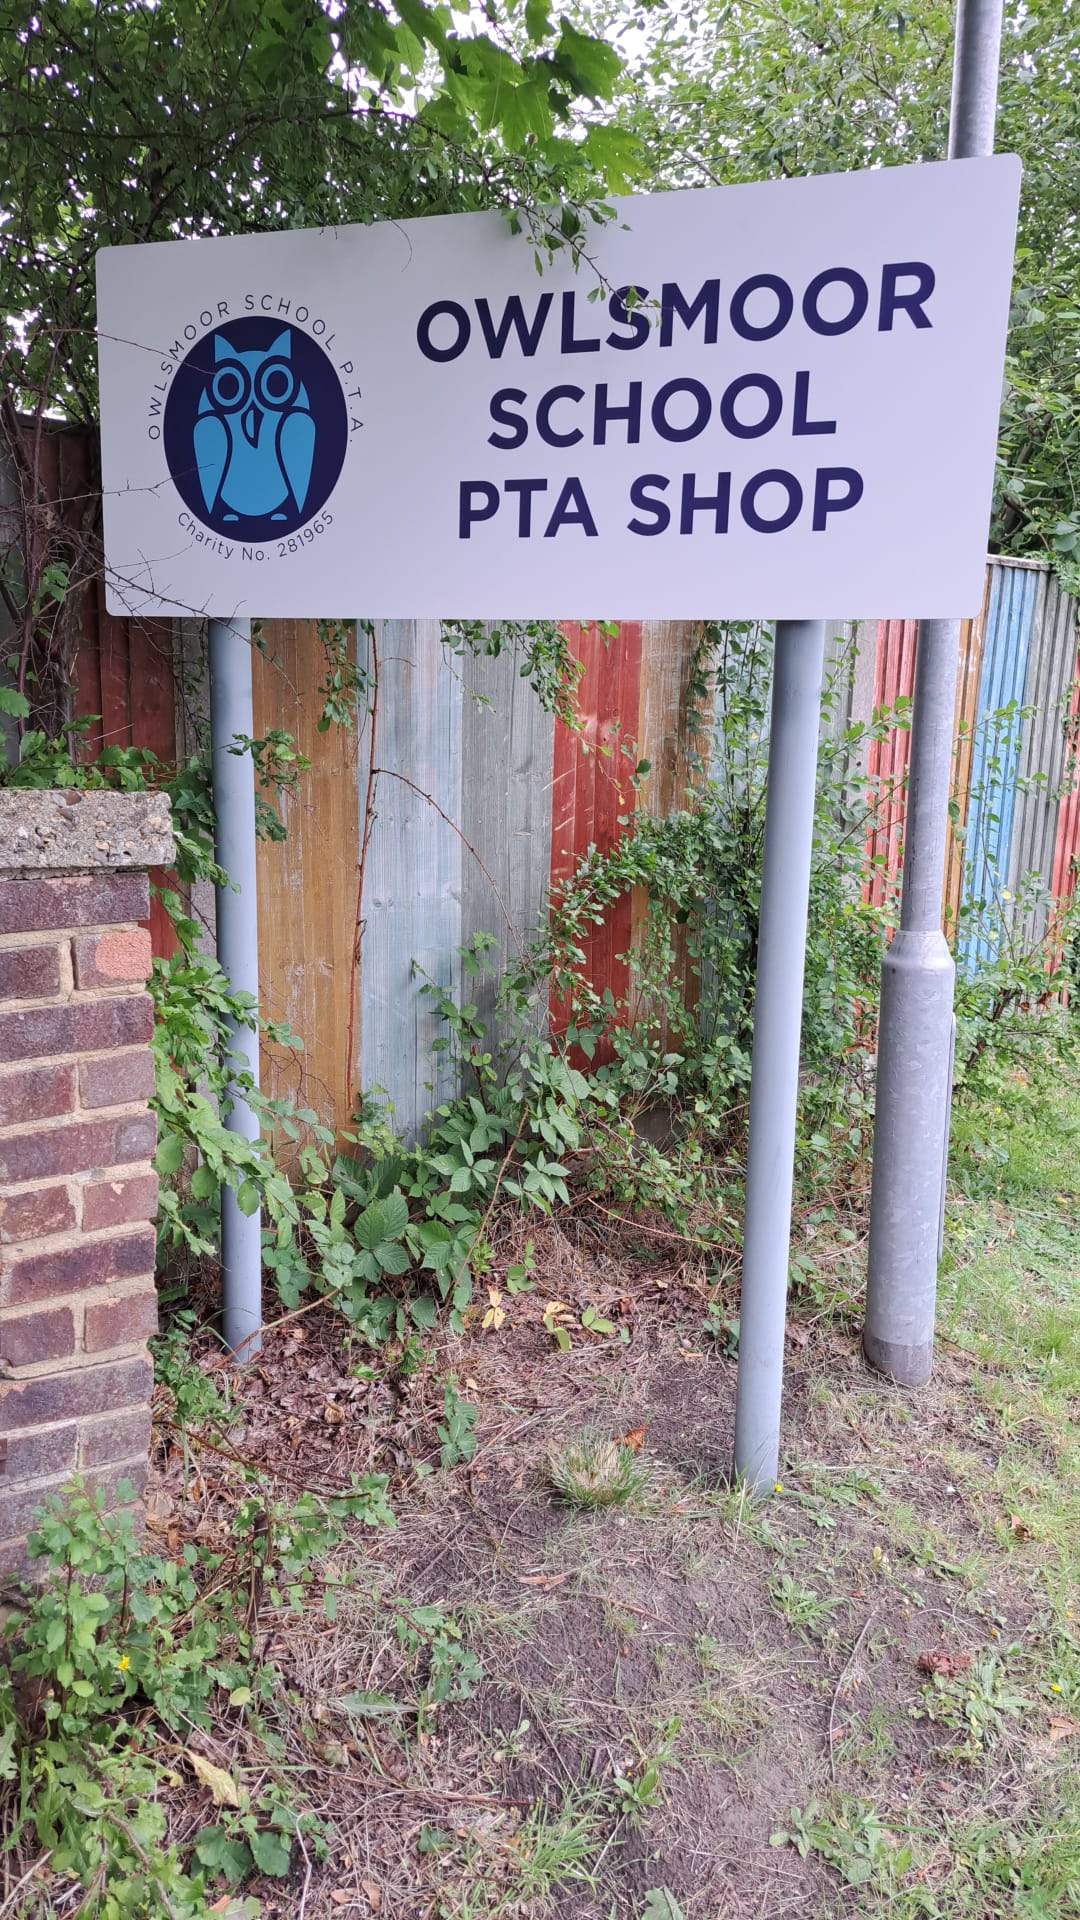 OWLSMOOR SCHOOL P.T.A.
Charity No. 281965
OWLSMOOR
SCHOOL
PTA SHOP